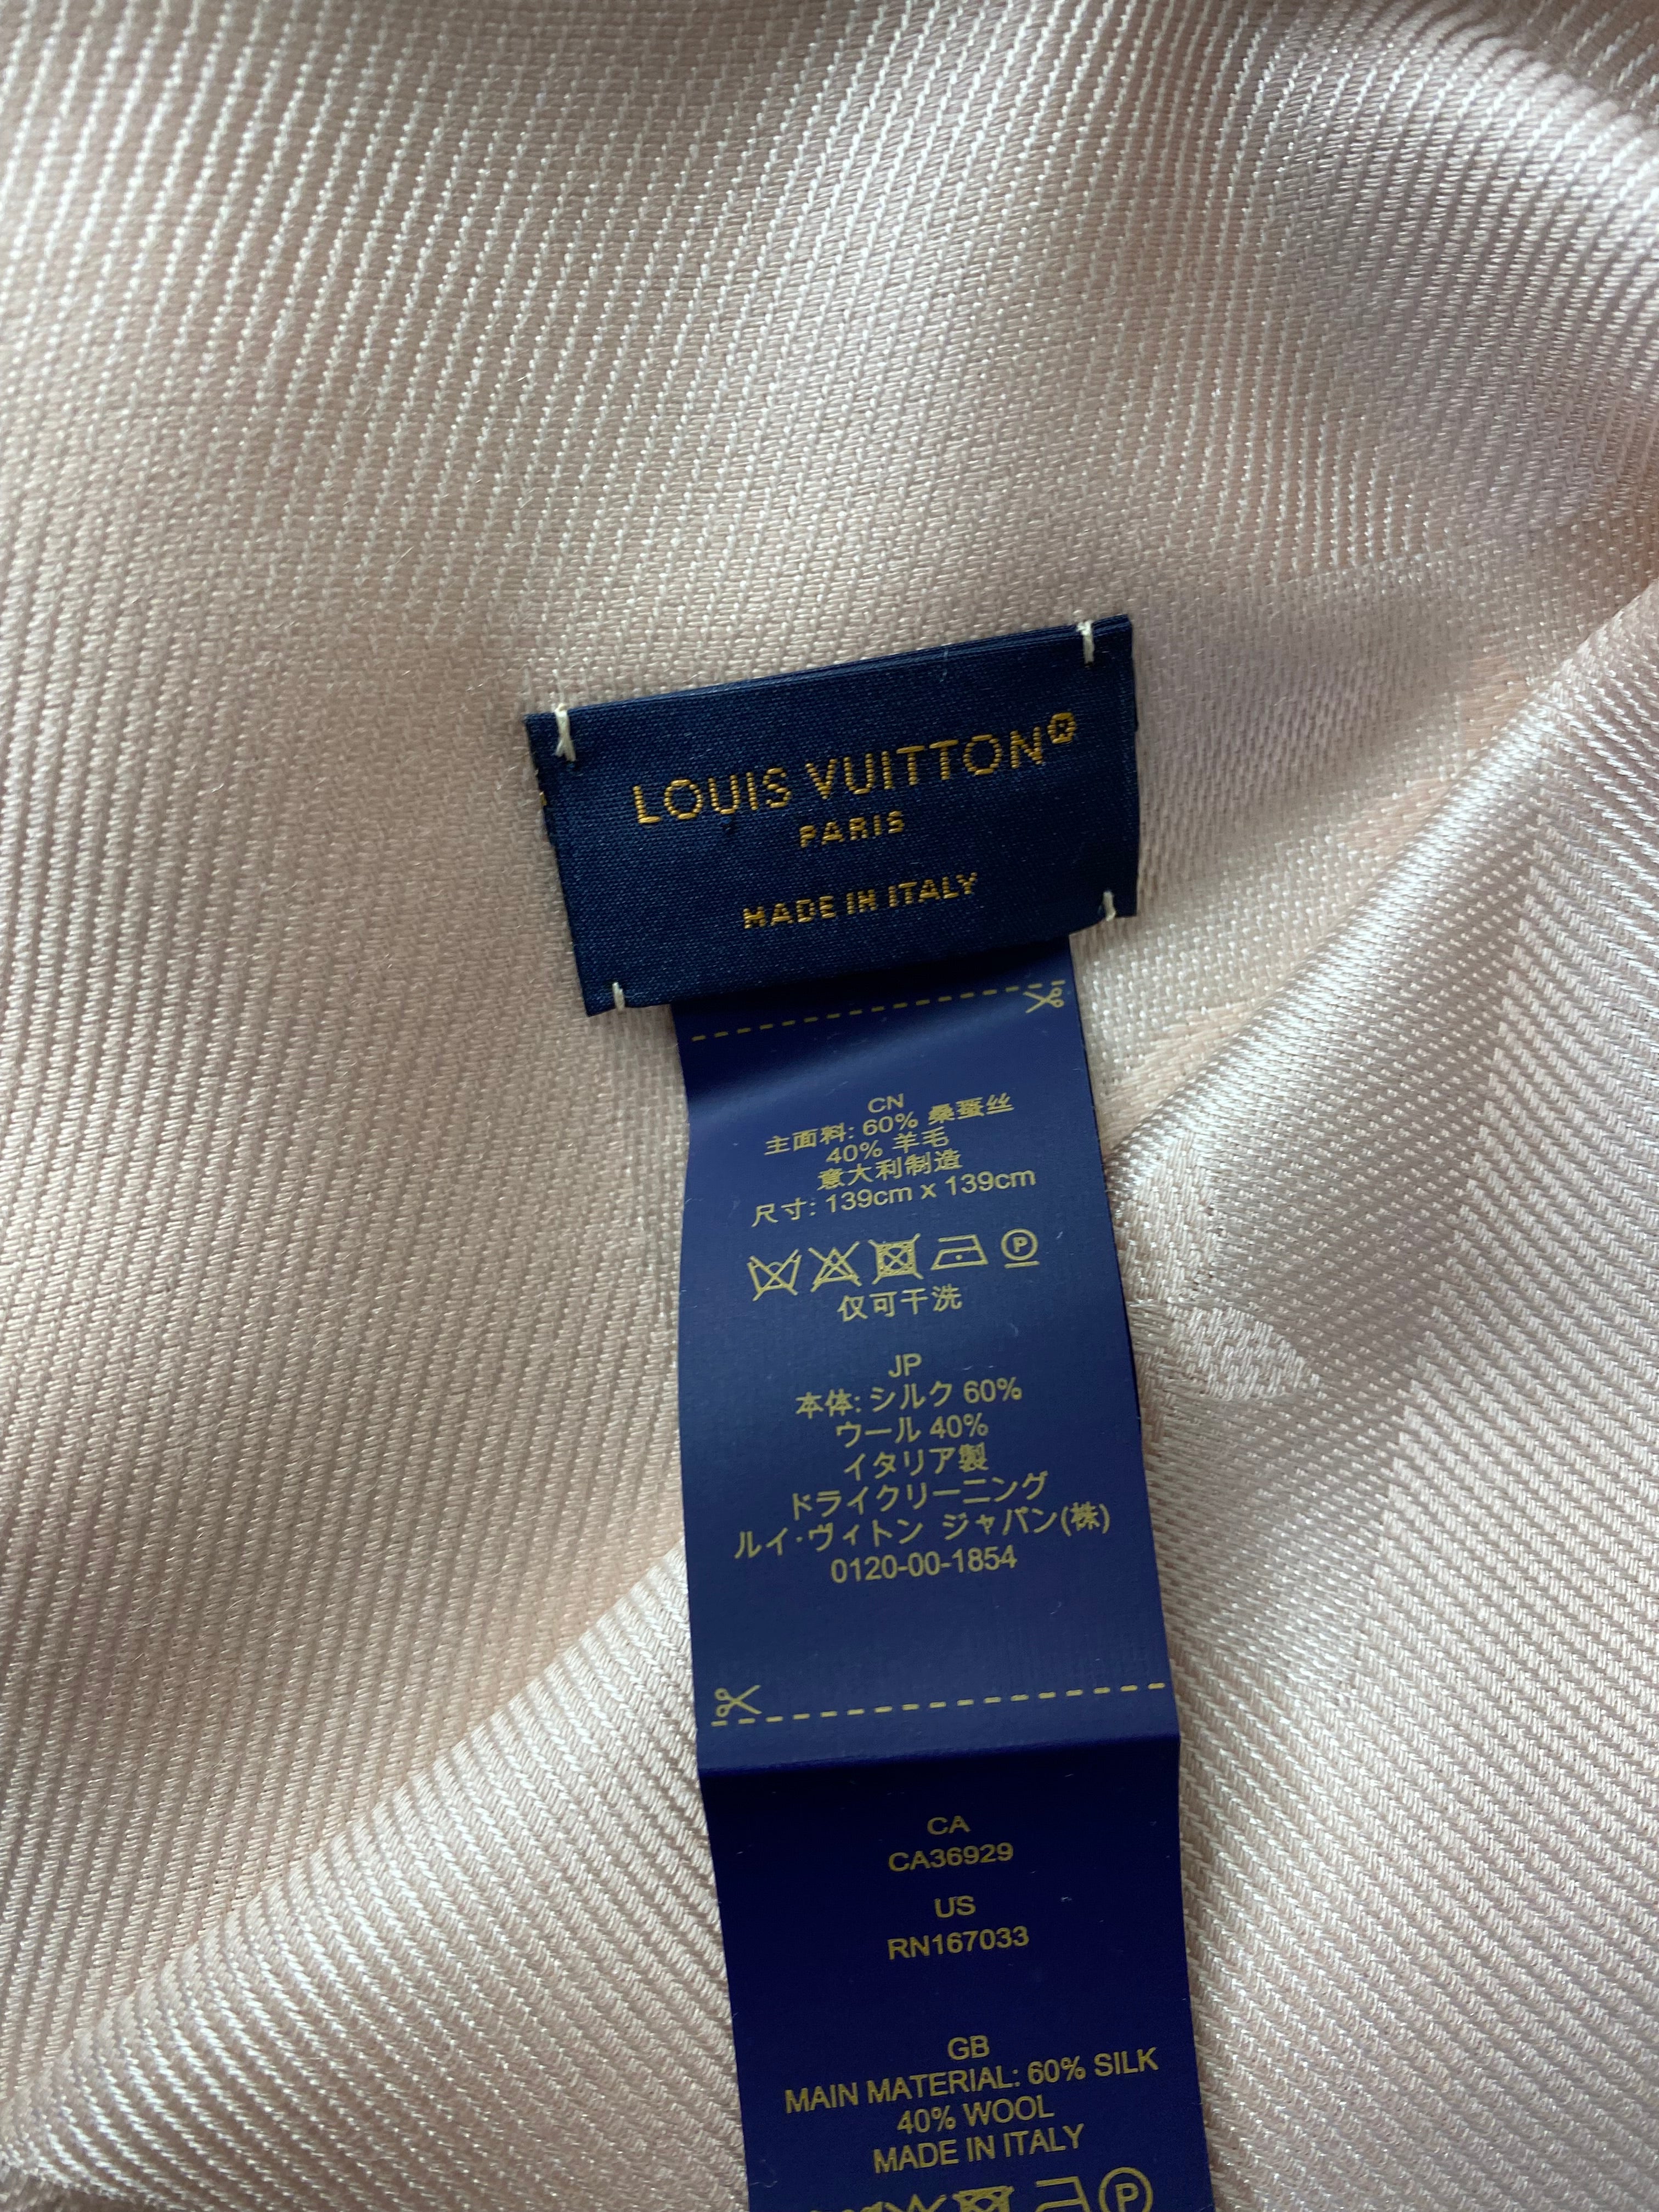 LOUIS VUITTON®
PARIS
MADE IN ITALY
CN
主面料: 60% 桑蚕丝
40% 羊毛
意大利制造
尺寸: 139cm x 139cm
P
仅可干洗
JP
本体: シルク 60%
ウール 40%
イタリア製
ドライクリーニング
ルイ・ヴィトン ジャパン(株)
0120-00-1854
CA
CA36929
US
RN167033
GB
MAIN MATERIAL: 60% SILK
40% WOOL
MADE IN ITALY
P